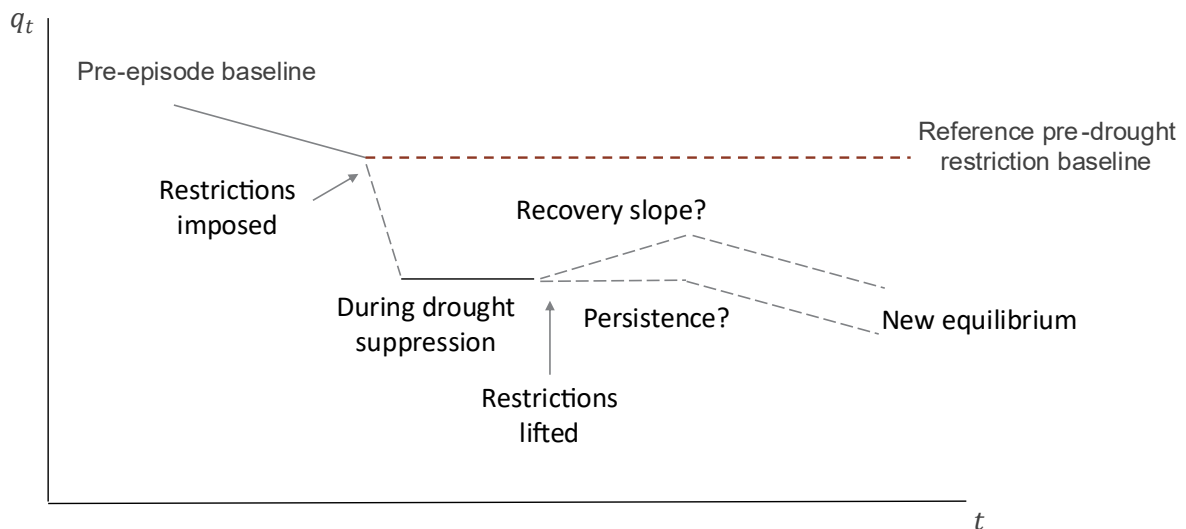 q_t
Pre-episode baseline
Reference pre-drought
restriction baseline
Restrictions
imposed
Recovery slope?
During drought
suppression
Persistence?
New equilibrium
Restrictions
lifted
t